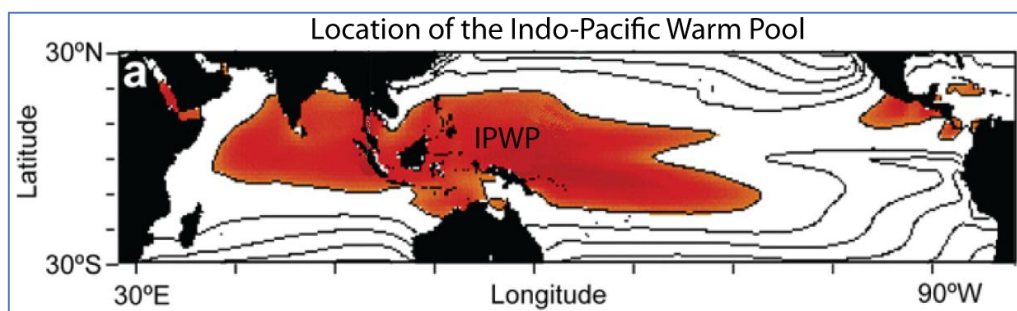 Location of the Indo-Pacific Warm Pool
30ºN
a
IPWP
Latitude
30ºS
30ºE
Longitude
90ºW